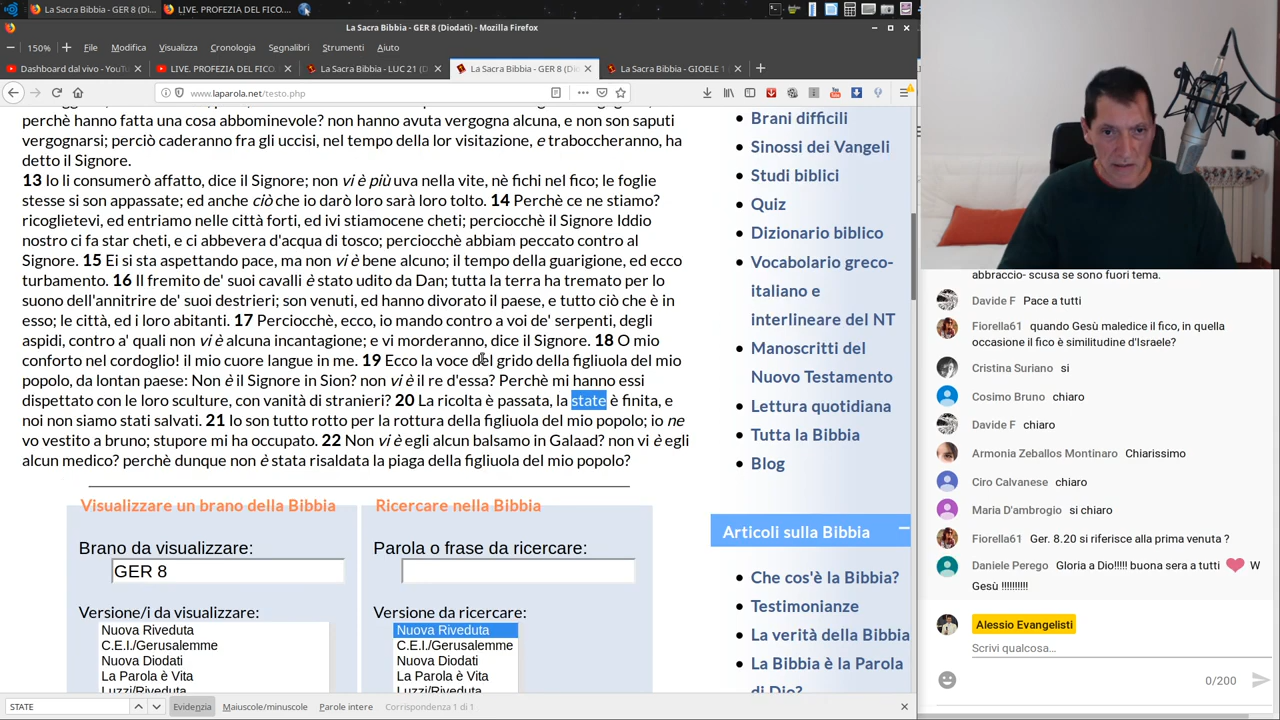 La Sacra Bibbia - GER 8 (Di...
LIVE. PROFEZIA DEL FICO....
La Sacra Bibbia - GER 8 (Diodati) - Mozilla Firefox
150%
File
Modifica
Visualizza
Cronologia
Segnalibri
Strumenti
Aiuto
Dashboard dal vivo - YouTu
LIVE. PROFEZIA DEL FICO.
La Sacra Bibbia - LUC 21 (D
La Sacra Bibbia - GER 8 (Dio
La Sacra Bibbia - GIOELE 1
www.laparola.net/testo.php
perchè hanno fatta una cosa abbominevole? non hanno avuta vergogna alcuna, e non son saputi
vergognarsi; perciò caderanno fra gli uccisi, nel tempo della lor visitazione, e traboccheranno, ha
detto il Signore.
13 Io li consumerò affatto, dice il Signore; non vi è più uva nella vite, nè fichi nel fico; le foglie
stesse si son appassate; ed anche ciò che io darò loro sarà loro tolto. 14 Perchè ce ne stiamo?
ricoglietevi, ed entriamo nelle città forti, ed ivi stiamocene cheti; perciocchè il Signore Iddio
nostro ci fa star cheti, e ci abbevera d'acqua di tosco; perciocchè abbiam peccato contro al
Signore. 15 Ei si sta aspettando pace, ma non vi è bene alcuno; il tempo della guarigione, ed ecco
turbamento. 16 Il fremito de' suoi cavalli è stato udito da Dan; tutta la terra ha tremato per lo
suono dell'annitrire de' suoi destrieri; son venuti, ed hanno divorato il paese, e tutto ciò che è in
esso; le città, ed i loro abitanti. 17 Perciocchè, ecco, io mando contro a voi de' serpenti, degli
aspidi, contro a' quali non vi è alcuna incantagione; e vi morderanno, dice il Signore. 18 O mio
conforto nel cordoglio! il mio cuore langue in me. 19 Ecco la voce del grido della figliuola del mio
popolo, da lontan paese: Non è il Signore in Sion? non vi è il re d'essa? Perchè mi hanno essi
dispettato con le loro sculture, con vanità di stranieri? 20 La ricolta è passata, la state è finita, e
noi non siamo stati salvati. 21 Io son tutto rotto per la rottura della figliuola del mio popolo; io ne
vo vestito a bruno; stupore mi ha occupato. 22 Non vi è egli alcun balsamo in Galaad? non vi è egli
alcun medico? perchè dunque non è stata risaldata la piaga della figliuola del mio popolo?
Visualizzare un brano della Bibbia
Brano da visualizzare:
GER 8
Versione/i da visualizzare:
Nuova Riveduta
C.E.I./Gerusalemme
Nuova Diodati
La Parola è Vita
Luzzi/Riveduta
Ricercare nella Bibbia
Parola o frase da ricercare:
Versione da ricercare:
Nuova Riveduta
C.E.I./Gerusalemme
Nuova Diodati
La Parola è Vita
Luzzi/Riveduta
Brani difficili
Sinossi dei Vangeli
Studi biblici
Quiz
Dizionario biblico
Vocabolario greco-
italiano e
interlineare del NT
Manoscritti del
Nuovo Testamento
Lettura quotidiana
Tutta la Bibbia
Blog
Articoli sulla Bibbia
Che cos'è la Bibbia?
Testimonianze
La verità della Bibbia
La Bibbia è la Parola
di Dio?
STATE
Evidenzia
Maiuscole/minuscole
Parole intere
Corrispondenza 1 di 1
abbraccio- scusa se sono fuori tema.
Davide F Pace a tutti
Fiorella61 quando Gesù maledice il fico, in quella
occasione il fico è similitudine d'Israele?
Cristina Suriano si
Cosimo Bruno chiaro
Davide F chiaro
Armonia Zeballos Montinaro Chiarissimo
Ciro Calvanese chiaro
Maria D'ambrogio si chiaro
Fiorella61 Ger. 8.20 si riferisce alla prima venuta ?
Daniele Perego Gloria a Dio!!!!! buona sera a tutti W
Gesù !!!!!!!!!!
Alessio Evangelisti
Scrivi qualcosa...
0/200